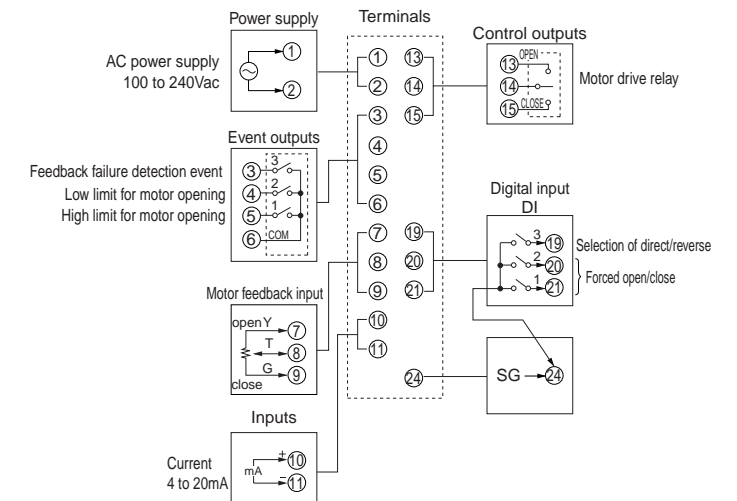 Power supply
AC power supply
100 to 240Vac
1
2
Event outputs
Feedback failure detection event
Low limit for motor opening
High limit for motor opening
3 3
4 2
5 1
6 COM
Motor feedback input
open Y 7
T 8
G 9
close
Inputs
Current
4 to 20mA
mA
+ 10
− 11
Terminals
1 13
2 14
3 15
4
5
6
7 19
8 20
9 21
10
11
24
Control outputs
13 OPEN
14
15 CLOSE
Motor drive relay
Digital input
DI
3 19
2 20
1 21
Selection of direct/reverse
Forced open/close
SG 24